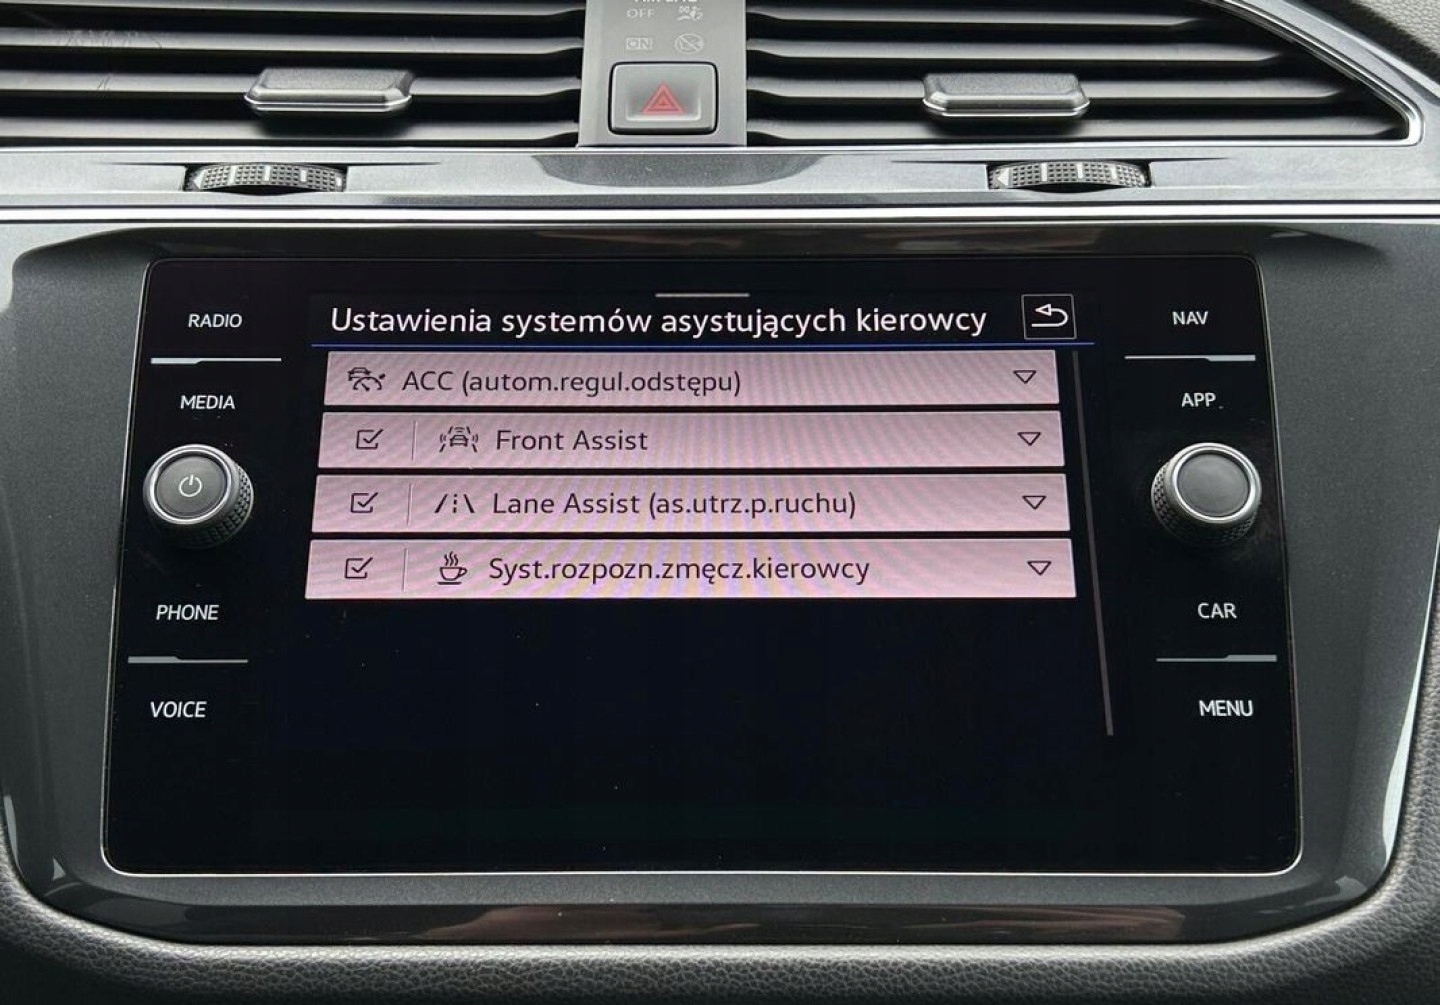 OFF
ON
RADIO
MEDIA
PHONE
VOICE
Ustawienia systemów asystujących kierowcy
ACC (autom.regul.odstępu)
Front Assist
Lane Assist (as.utrz.p.ruchu)
Syst.rozpozn.zmęcz.kierowcy
NAV
APP
CAR
MENU